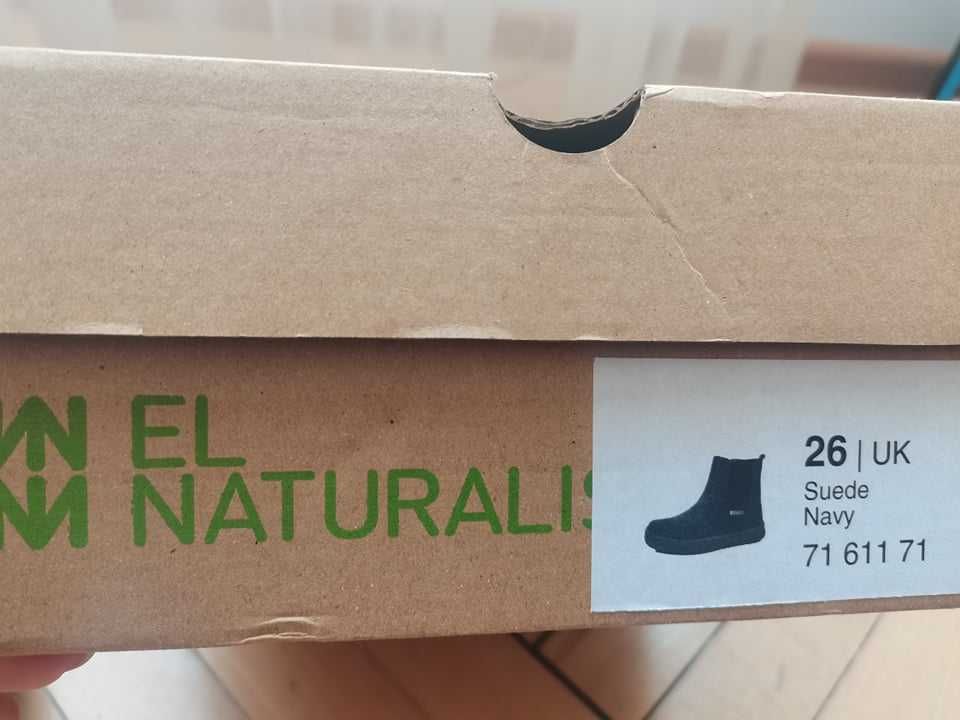 EL
NATURALIS
26 | UK
Suede
Navy
71 611 71